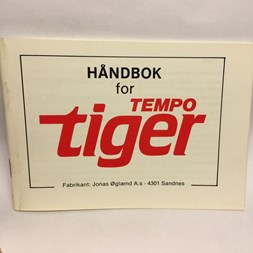 HÅNDBOK
for
TEMPO
tiger
Fabrikant: Jonas Øglænd A.s - 4301 Sandnes